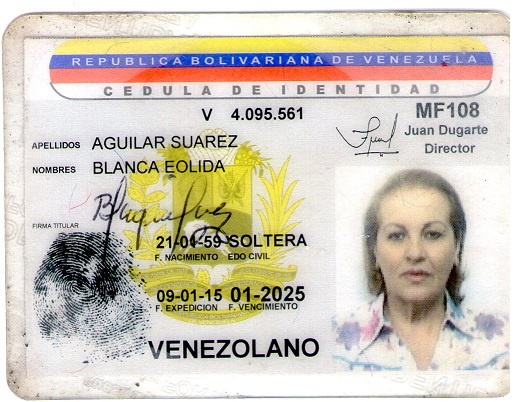 REPUBLICA BOLIVARIANA DE VENEZUELA
CEDULA DE IDENTIDAD
V 4.095.561
MF108
Juan Dugarte
Director
APELLIDOS AGUILAR SUAREZ
NOMBRES BLANCA EOLIDA
FIRMA TITULAR
21-01-59 SOLTERA
F. NACIMIENTO EDO CIVIL
09-01-15 01-2025
F. EXPEDICION F. VENCIMIENTO
VENEZOLANO